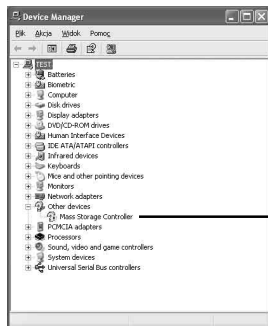 Device Manager
Plik Akcja Widok Pomoc
TEST
Batteries
Biometric
Computer
Disk drives
Display adapters
DVD/CD-ROM drives
Human Interface Devices
IDE ATA/ATAPI controllers
Infrared devices
Keyboards
Mice and other pointing devices
Monitors
Network adapters
Other devices
Mass Storage Controller
PCMCIA adapters
Processors
Sound, video and game controllers
System devices
Universal Serial Bus controllers